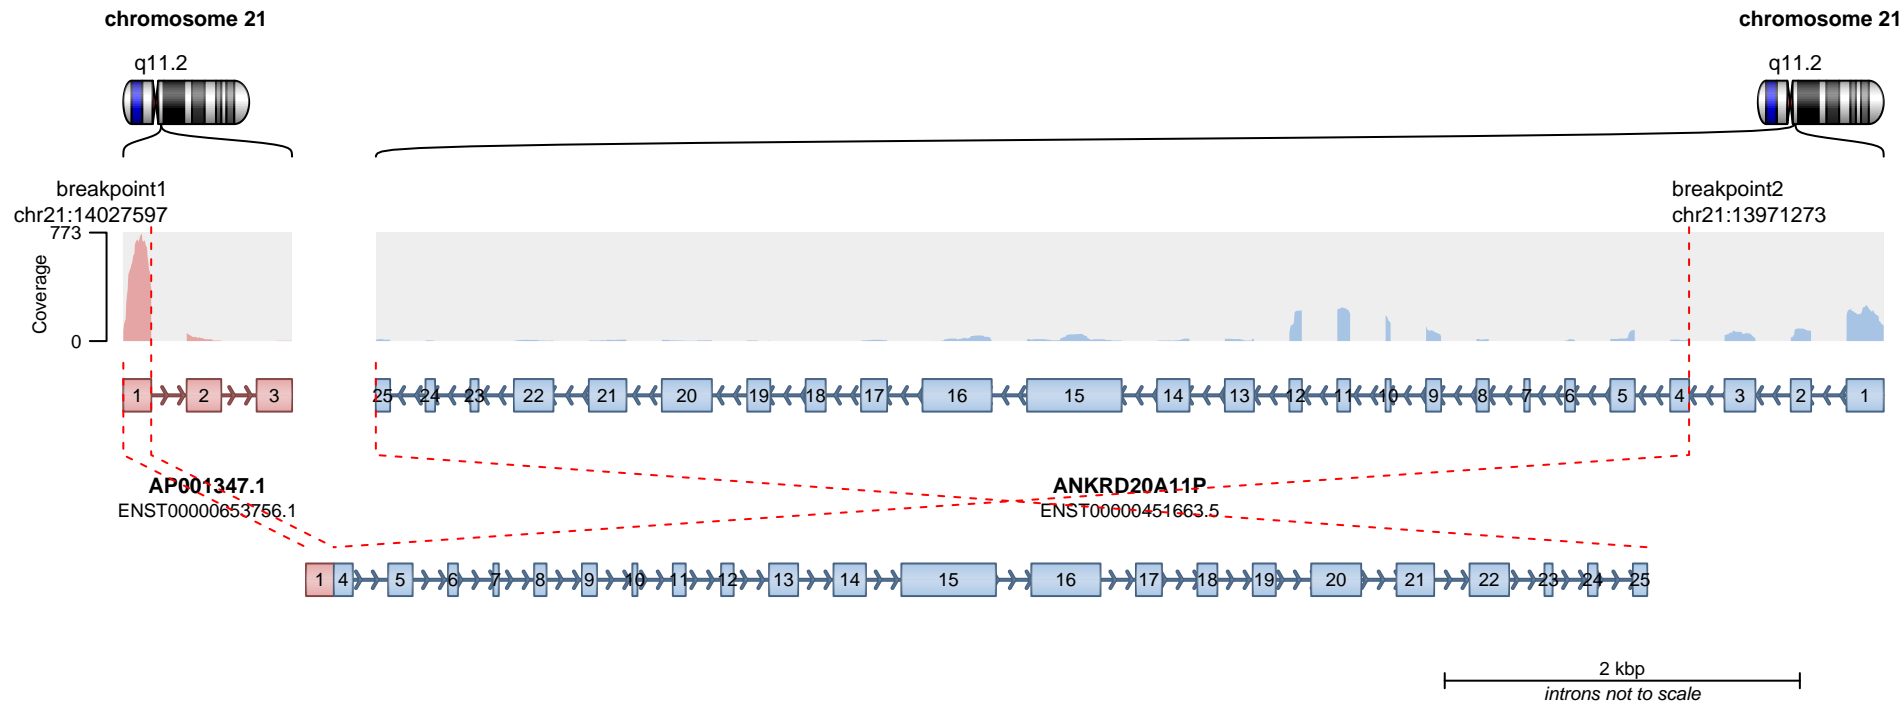 chromosome 21
chromosome 21
q11.2
q11.2
breakpoint1
chr21:14027597
breakpoint2
chr21:13971273
773
Coverage
0
1 2 3
25 24 23 22 21 20 19 18 17 16 15 14 13 12 11 10 9 8 7 6 5 4 3 2 1
AP001347.1
ENST00000653756.1
ANKRD20A11P
ENST00000451663.5
1 4 5 6 7 8 9 10 11 12 13 14 15 16 17 18 19 20 21 22 23 24 25
2 kbp
introns not to scale